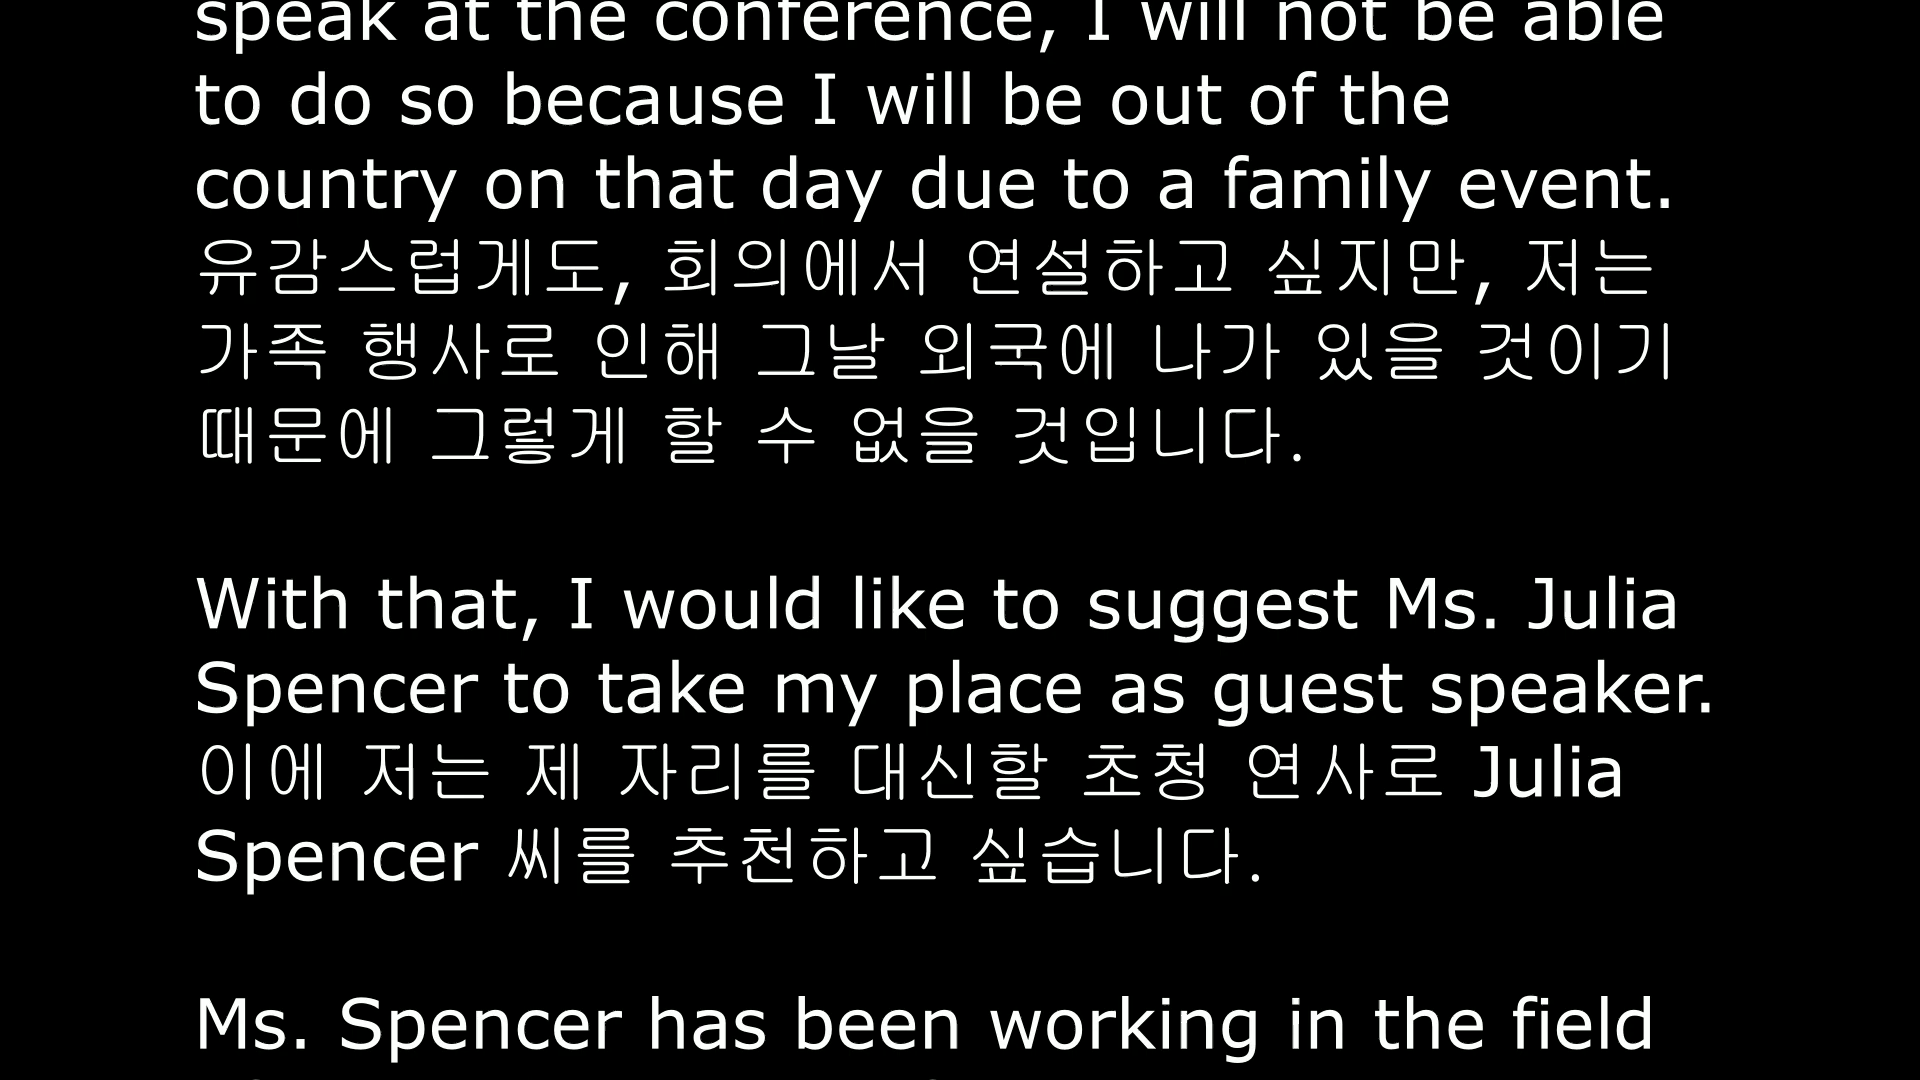 speak at the conference, I will not be able
to do so because I will be out of the
country on that day due to a family event.
유감스럽게도, 회의에서 연설하고 싶지만, 저는
가족 행사로 인해 그날 외국에 나가 있을 것이기
때문에 그렇게 할 수 없을 것입니다.
With that, I would like to suggest Ms. Julia
Spencer to take my place as guest speaker.
이에 저는 제 자리를 대신할 초청 연사로 Julia
Spencer 씨를 추천하고 싶습니다.
Ms. Spencer has been working in the field